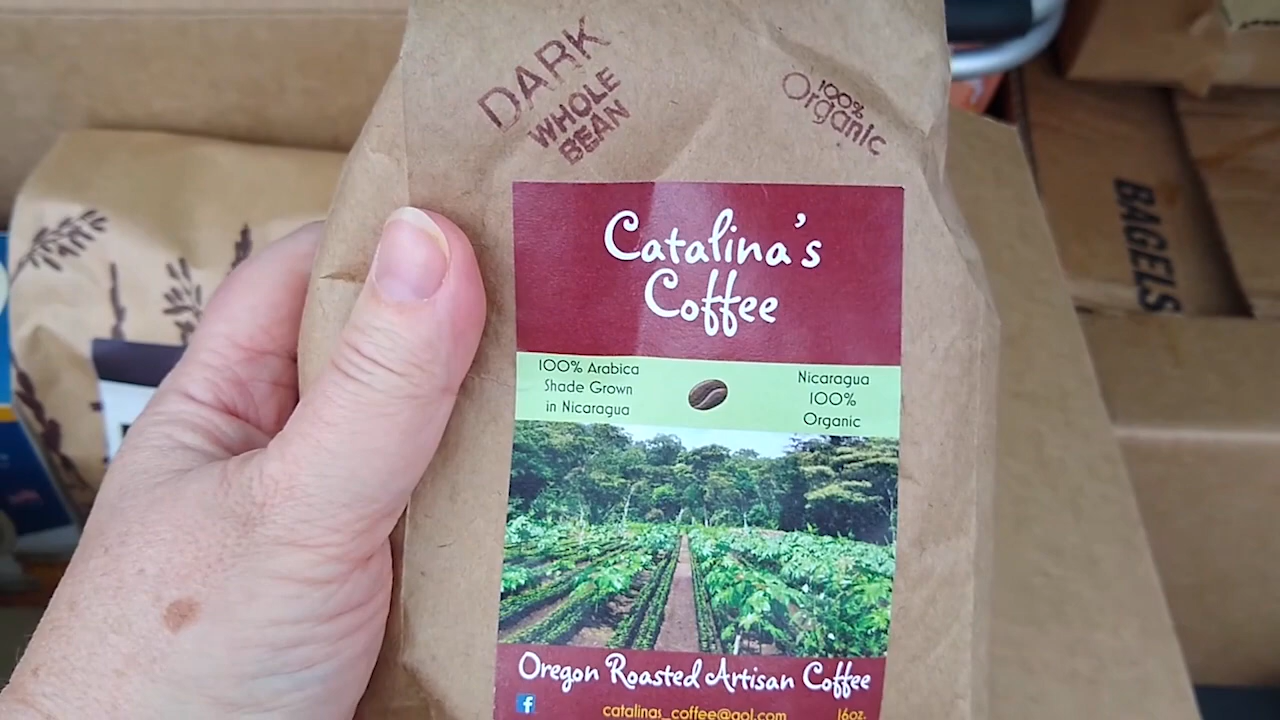 DARK
WHOLE
BEAN
100%
Organic
Catalina's
Coffee
100% Arabica
Shade Grown
in Nicaragua
Nicaragua
100%
Organic
Oregon Roasted Artisan Coffee
f
catalinas_coffee@aol.com
16oz.
BAGELS